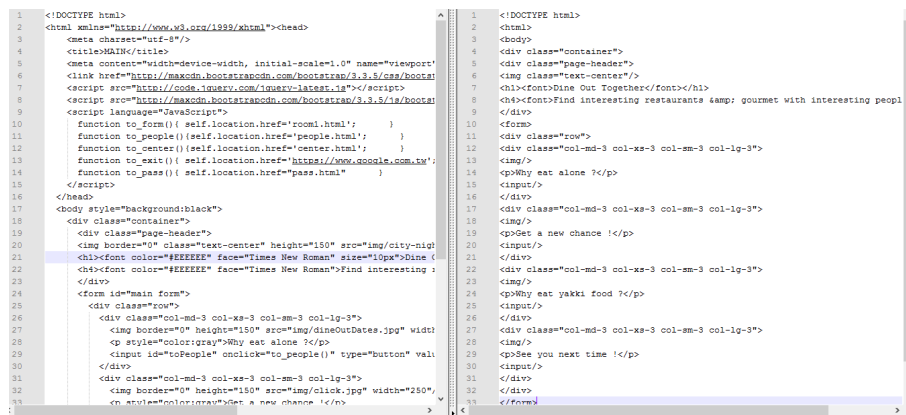 1 <!DOCTYPE html>
2 <html xmlns="http://www.w3.org/1999/xhtml"><head>
3 <meta charset="utf-8"/>
4 <title>MAIN</title>
5 <meta content="width=device-width, initial-scale=1.0" name="viewport"
6 <link href="http://maxcdn.bootstrapcdn.com/bootstrap/3.3.5/css/bootst
7 <script src="http://code.jquery.com/jquery-latest.js"></script>
8 <script src="http://maxcdn.bootstrapcdn.com/bootstrap/3.3.5/js/bootst
9 <script language="JavaScript">
10 function to_form(){ self.location.href='room1.html'; }
11 function to_people(){self.location.href='people.html'; }
12 function to_center(){self.location.href='center.html'; }
13 function to_exit(){ self.location.href='https://www.google.com.tw';
14 function to_pass(){ self.location.href="pass.html" }
15 </script>
16 </head>
17 <body style="background:black">
18 <div class="container">
19 <div class="page-header">
20 <img border="0" class="text-center" height="150" src="img/city-nigh
21 <h1><font color="#EEEEEE" face="Times New Roman" size="10px">Dine
22 <h4><font color="#EEEEEE" face="Times New Roman">Find interesting
23 </div>
24 <form id="main form">
25 <div class="row">
26 <div class="col-md-3 col-xs-3 col-sm-3 col-lg-3">
27 <img border="0" height="150" src="img/dineOutDates.jpg" widt
28 <p style="color:gray">Why eat alone ?</p>
29 <input id="toPeople" onclick="to_people()" type="button" valu
30 </div>
31 <div class="col-md-3 col-xs-3 col-sm-3 col-lg-3">
32 <img border="0" height="150" src="img/click.jpg" width="250"/
33 <p style="color:gray">Get a new chance !</p>
1 <!DOCTYPE html>
2 <html>
3 <body>
4 <div class="container">
5 <div class="page-header">
6 <img class="text-center"/>
7 <h1><font>Dine Out Together</font></h1>
8 <h4><font>Find interesting restaurants &amp; gourmet with interesting peopl
9 </div>
10 <form>
11 <div class="row">
12 <div class="col-md-3 col-xs-3 col-sm-3 col-lg-3">
13 <img/>
14 <p>Why eat alone ?</p>
15 <input/>
16 </div>
17 <div class="col-md-3 col-xs-3 col-sm-3 col-lg-3">
18 <img/>
19 <p>Get a new chance !</p>
20 <input/>
21 </div>
22 <div class="col-md-3 col-xs-3 col-sm-3 col-lg-3">
23 <img/>
24 <p>Why eat yakki food ?</p>
25 <input/>
26 </div>
27 <div class="col-md-3 col-xs-3 col-sm-3 col-lg-3">
28 <img/>
29 <p>See you next time !</p>
30 <input/>
31 </div>
32 </div>
33 </form>